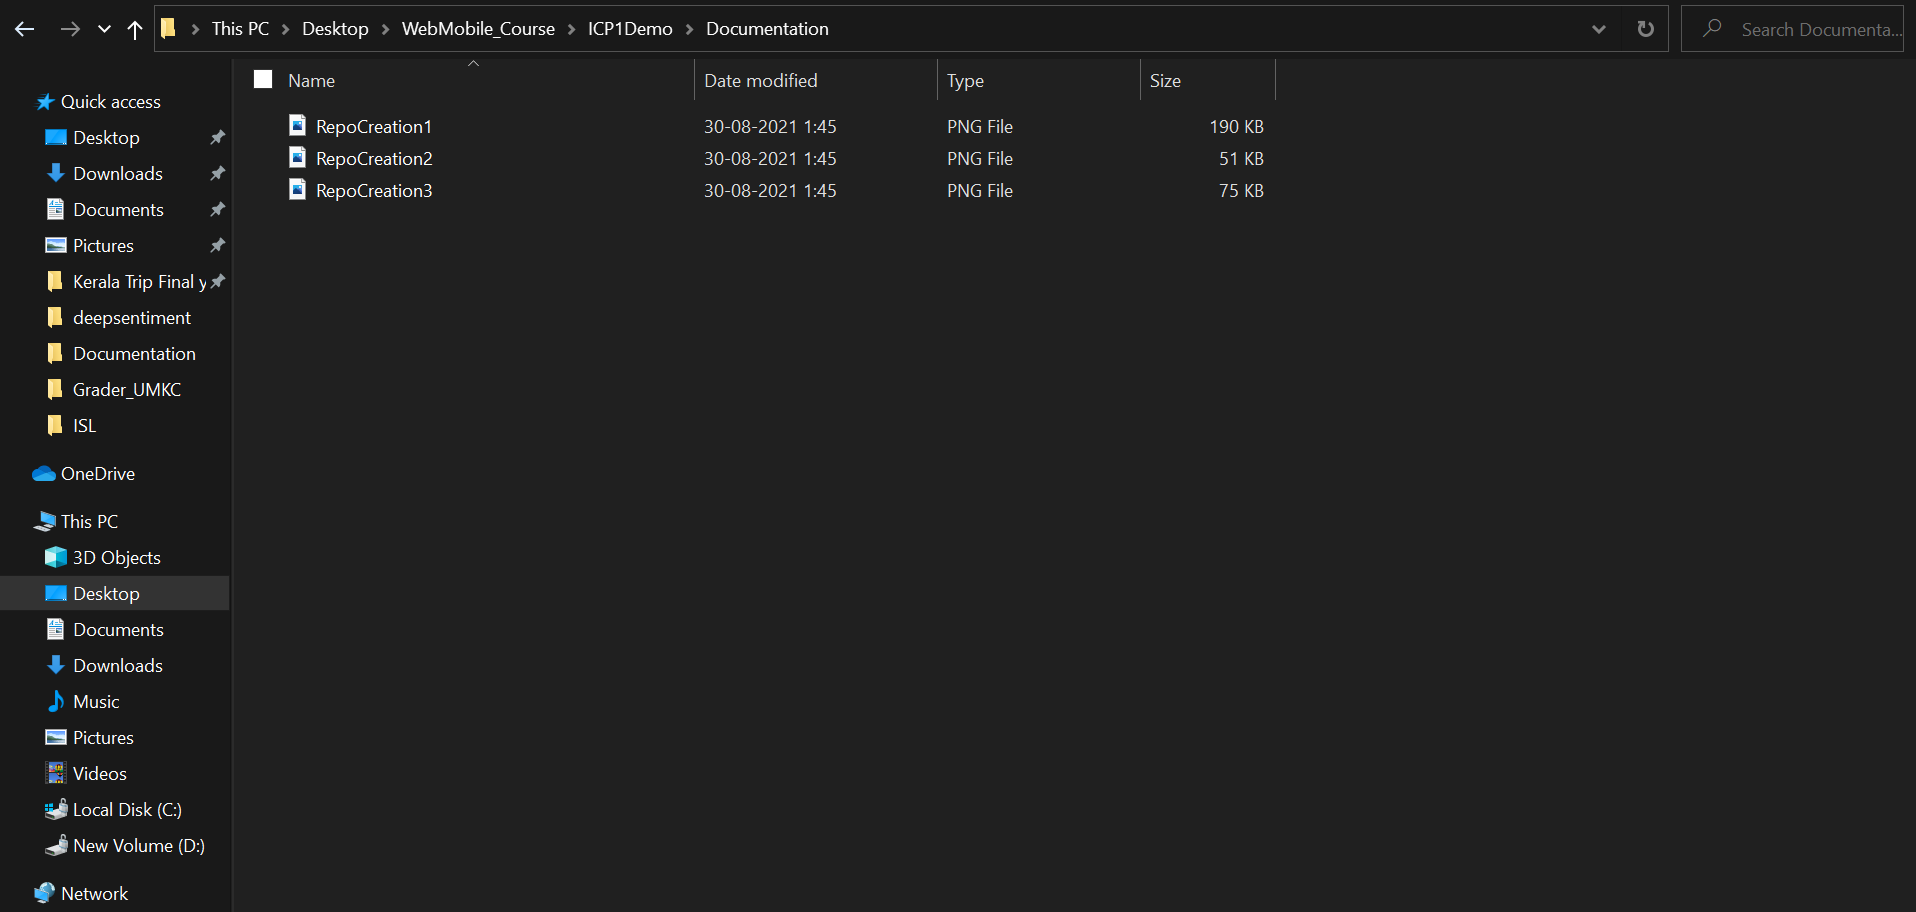 This PC > Desktop > WebMobile_Course > ICP1Demo > Documentation
Search Documenta...
Name Date modified Type Size
RepoCreation1 30-08-2021 1:45 PNG File 190 KB
RepoCreation2 30-08-2021 1:45 PNG File 51 KB
RepoCreation3 30-08-2021 1:45 PNG File 75 KB
Quick access
Desktop
Downloads
Documents
Pictures
Kerala Trip Final y
deepsentiment
Documentation
Grader_UMKC
ISL
OneDrive
This PC
3D Objects
Desktop
Documents
Downloads
Music
Pictures
Videos
Local Disk (C:)
New Volume (D:)
Network